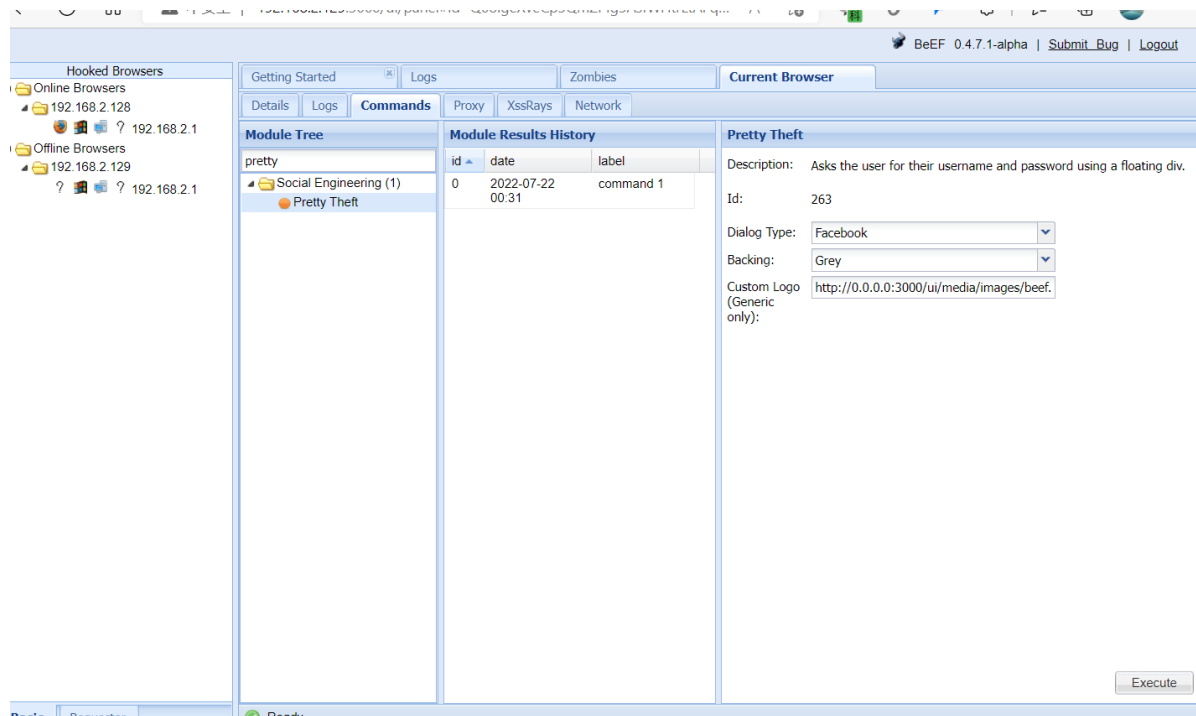 BeEF 0.4.7.1-alpha | Submit Bug | Logout
Hooked Browsers
Online Browsers
192.168.2.128
? 192.168.2.1
Offline Browsers
192.168.2.129
? ? 192.168.2.1
Getting Started Logs Zombies Current Browser
Details Logs Commands Proxy XssRays Network
Module Tree
pretty
Social Engineering (1)
Pretty Theft
Module Results History
id date label
0 2022-07-22 00:31 command 1
Pretty Theft
Description: Asks the user for their username and password using a floating div.
Id: 263
Dialog Type: Facebook
Backing: Grey
Custom Logo (Generic only): http://0.0.0.0:3000/ui/media/images/beef.
Execute
Basic Requester
Ready